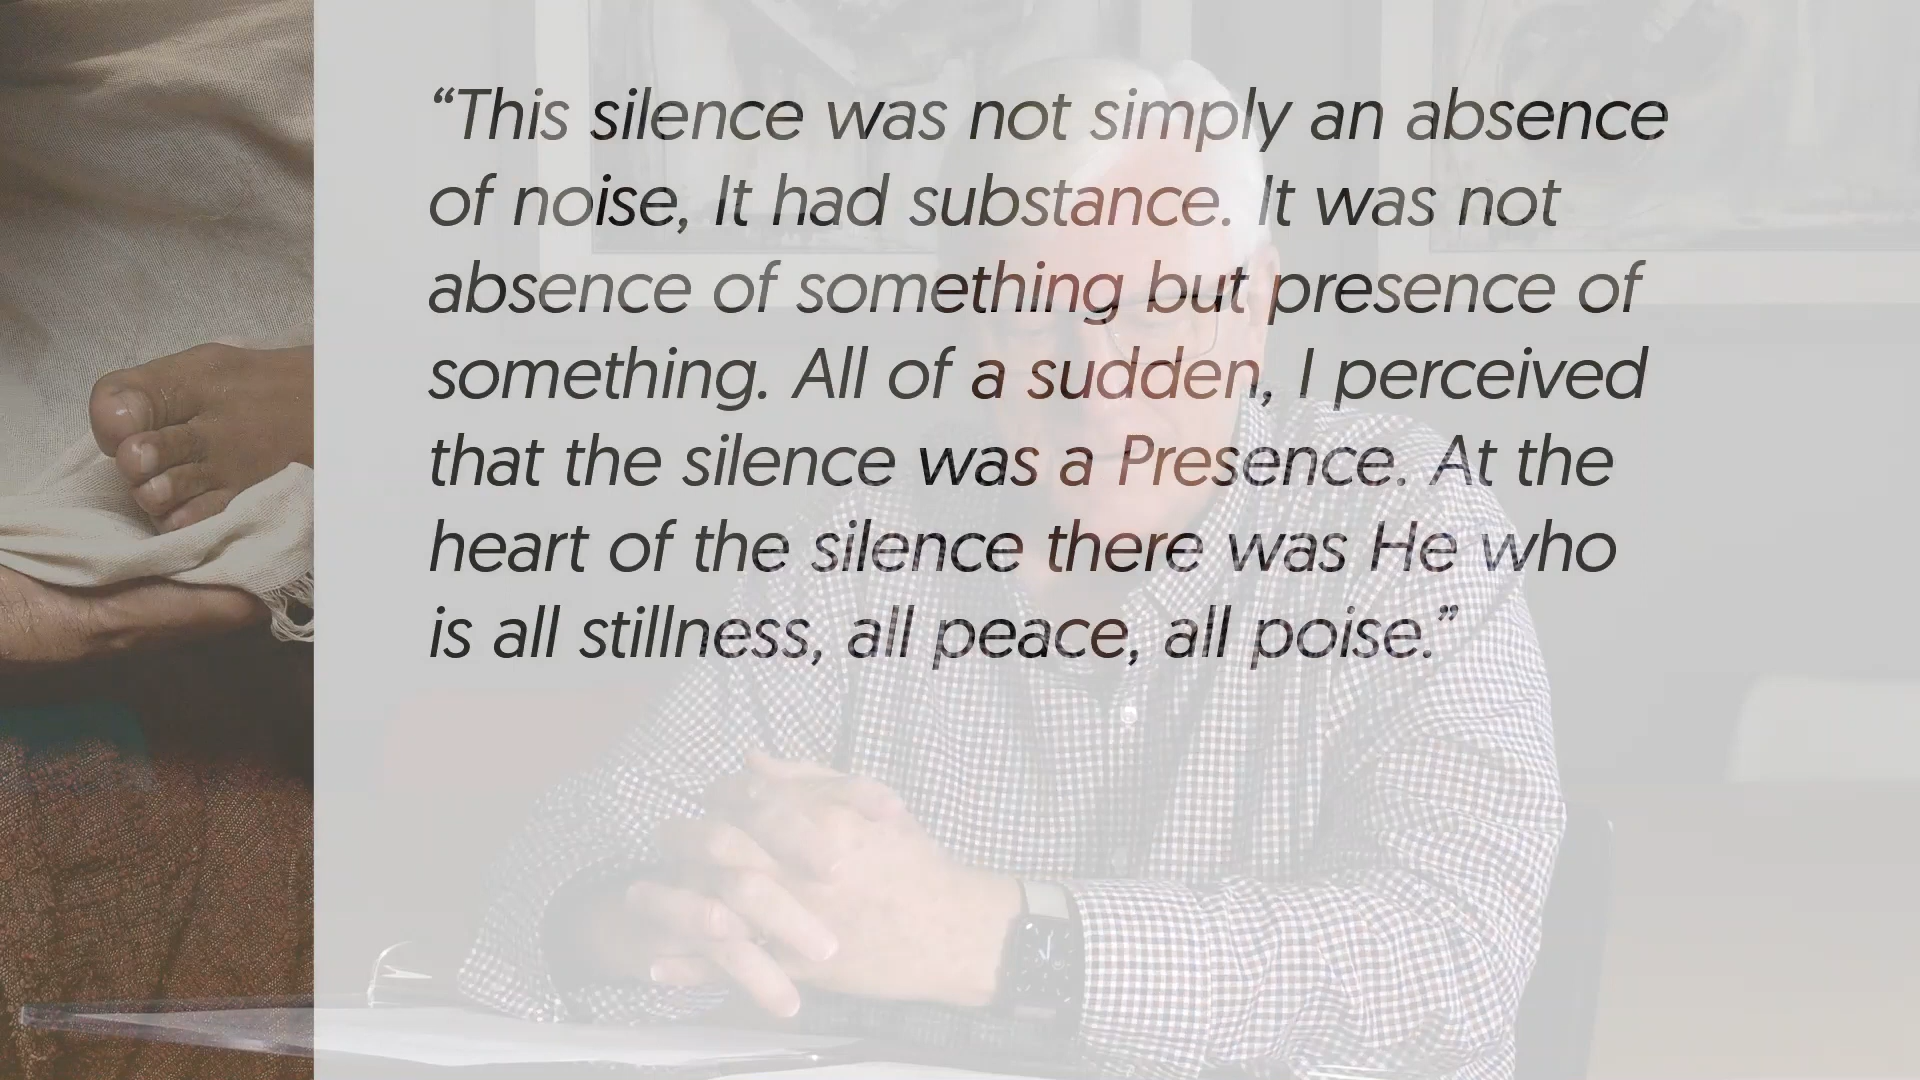 “This silence was not simply an absence
of noise, It had substance. It was not
absence of something but presence of
something. All of a sudden, I perceived
that the silence was a Presence. At the
heart of the silence there was He who
is all stillness, all peace, all poise.”